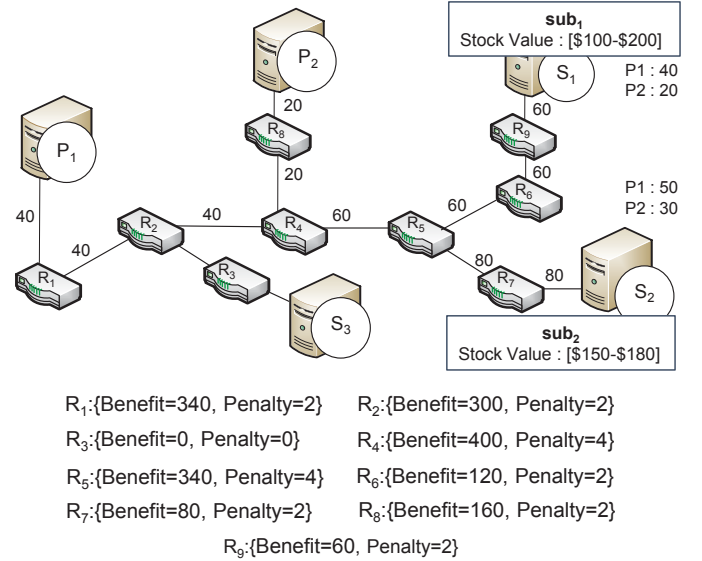 sub1
Stock Value : [$100-$200]
P2
S1
P1 : 40
P2 : 20
20
60
R8
R9
P1
20
60
R6
P1 : 50
P2 : 30
40
R2
40
R4
60
R5
60
40
80
R7
80
S2
R1
R3
S3
sub2
Stock Value : [$150-$180]
R1:{Benefit=340, Penalty=2}
R2:{Benefit=300, Penalty=2}
R3:{Benefit=0, Penalty=0}
R4:{Benefit=400, Penalty=4}
R5:{Benefit=340, Penalty=4}
R6:{Benefit=120, Penalty=2}
R7:{Benefit=80, Penalty=2}
R8:{Benefit=160, Penalty=2}
R9:{Benefit=60, Penalty=2}